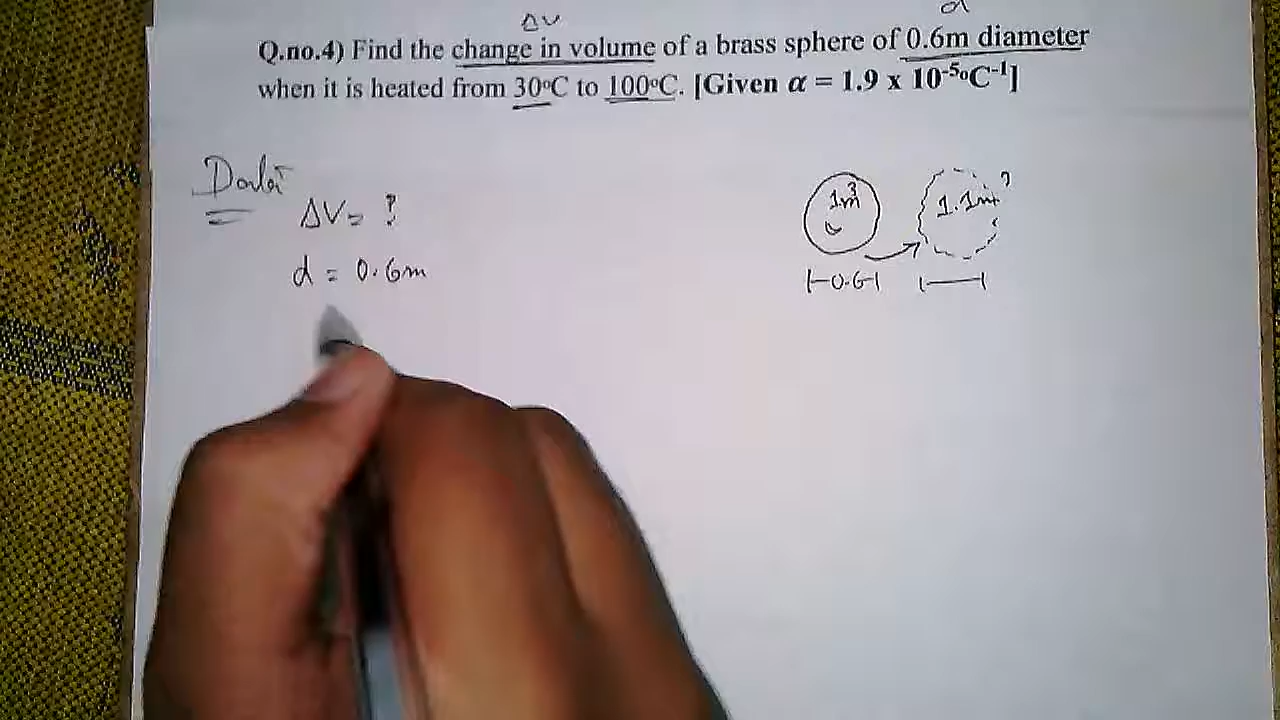 ΔV d
Q.no.4) Find the change in volume of a brass sphere of 0.6m diameter
when it is heated from 30°C to 100°C. [Given α = 1.9 x 10⁻⁵°C⁻¹]
Data
ΔV = ?
d = 0.6m
1m³ 1.1m³ ?
0.6